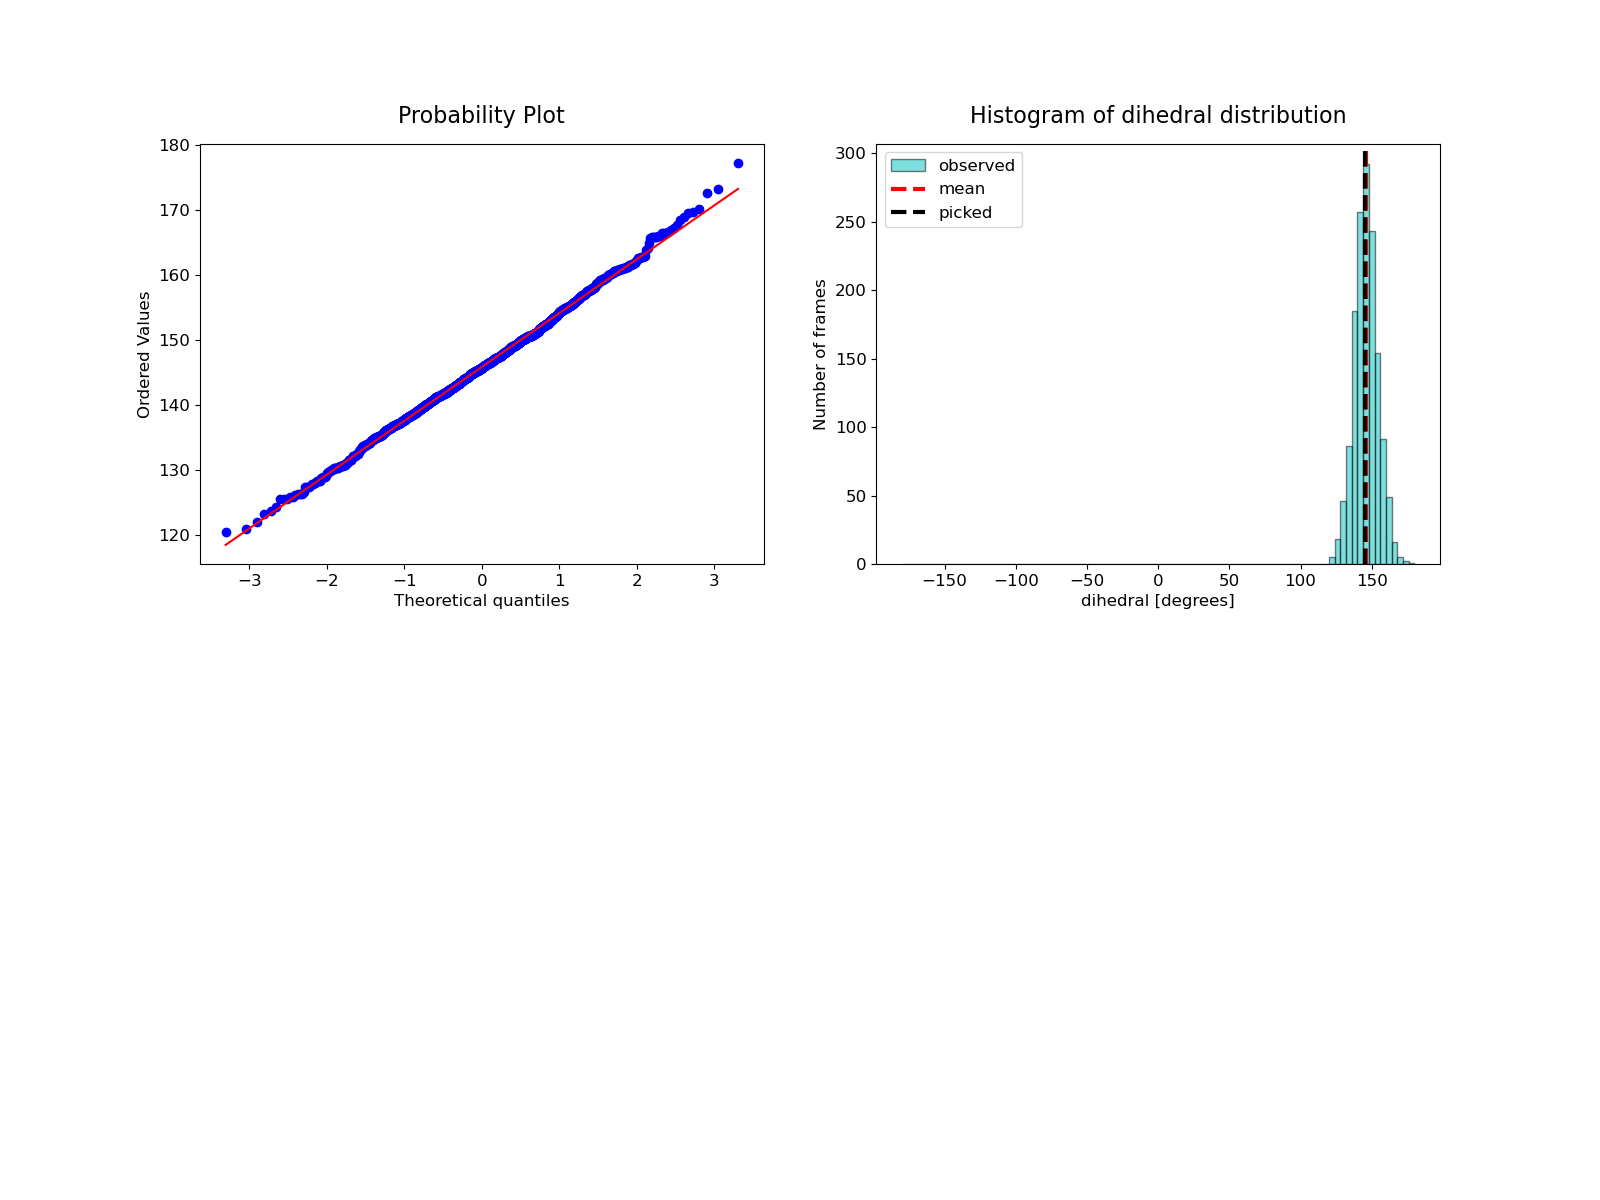 Probability Plot
180
170
160
150
140
130
120
Ordered Values
−3 −2 −1 0 1 2 3
Theoretical quantiles
Histogram of dihedral distribution
300
250
200
150
100
50
0
Number of frames
observed
mean
picked
−150 −100 −50 0 50 100 150
dihedral [degrees]